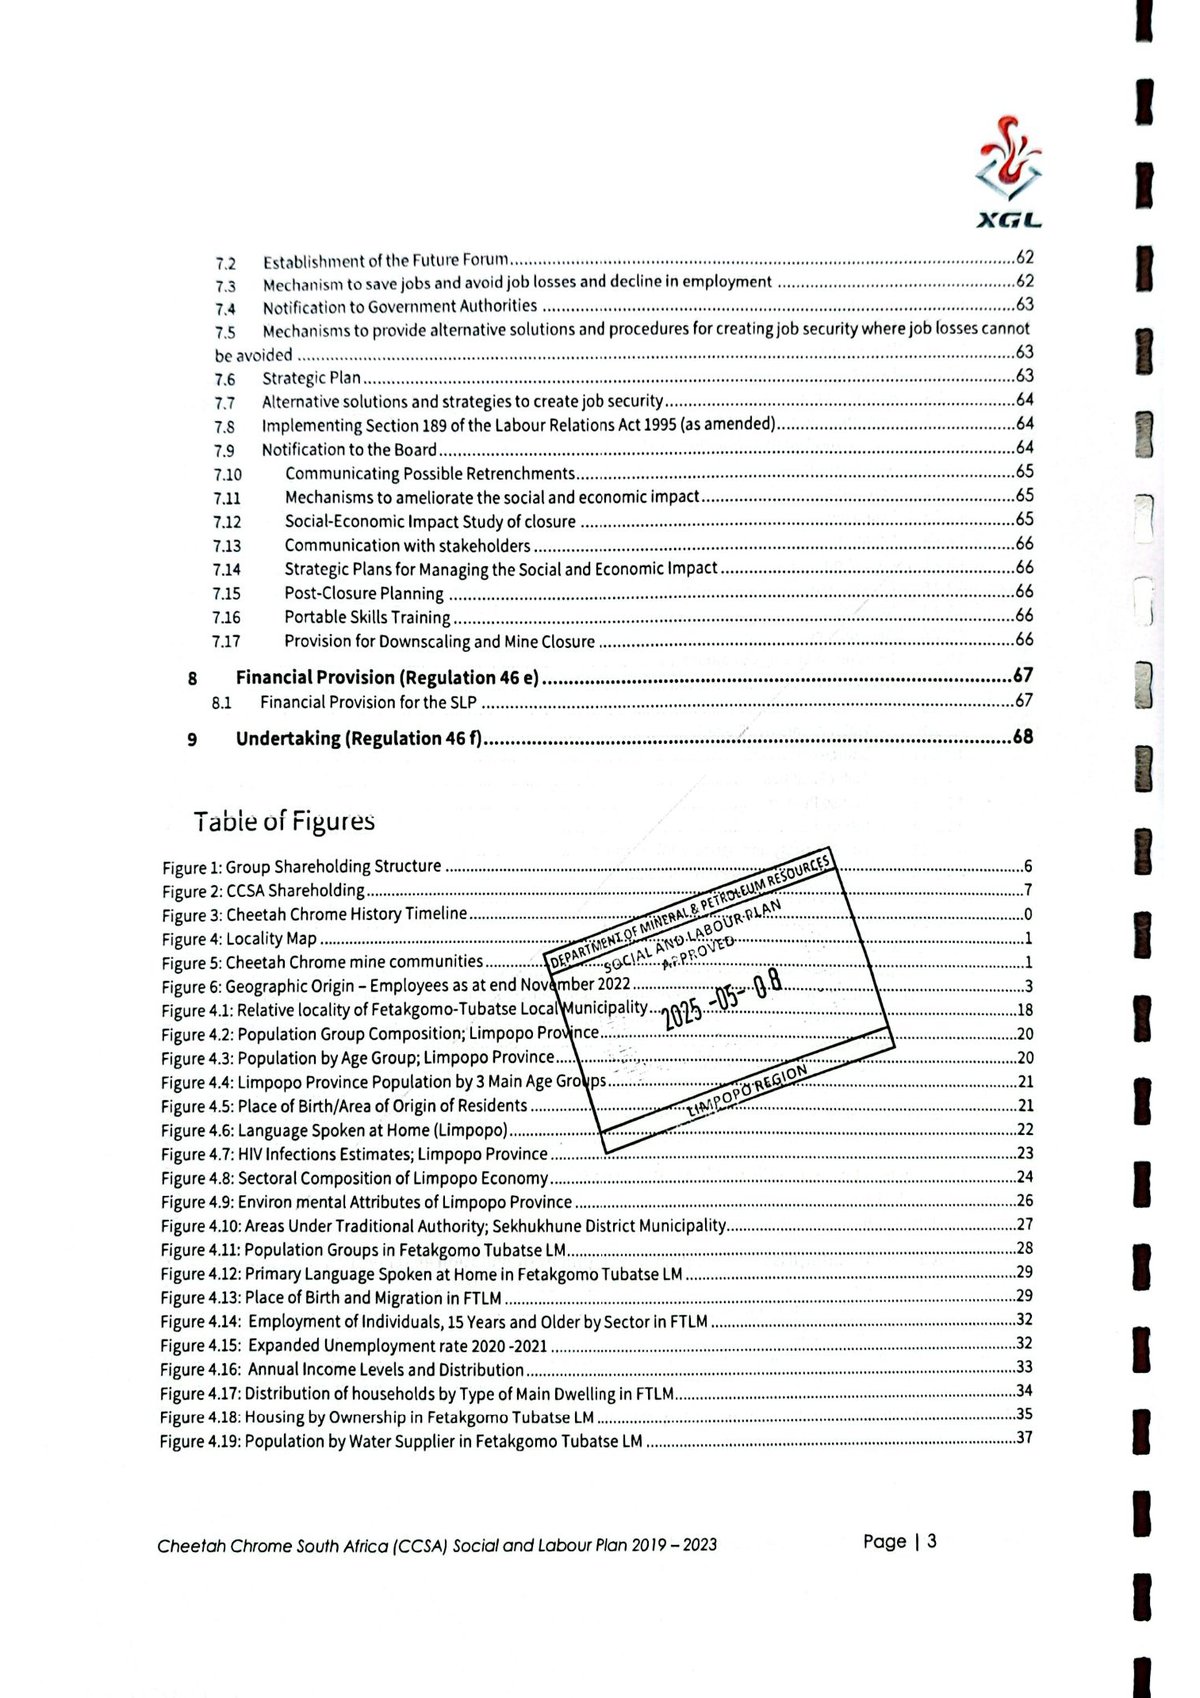 XGL
7.2 Establishment of the Future Forum 62
7.3 Mechanism to save jobs and avoid job losses and decline in employment 62
7.4 Notification to Government Authorities 63
7.5 Mechanisms to provide alternative solutions and procedures for creating job security where job losses cannot
be avoided 63
7.6 Strategic Plan 63
7.7 Alternative solutions and strategies to create job security 64
7.8 Implementing Section 189 of the Labour Relations Act 1995 (as amended) 64
7.9 Notification to the Board 64
7.10 Communicating Possible Retrenchments 65
7.11 Mechanisms to ameliorate the social and economic impact 65
7.12 Social-Economic Impact Study of closure 65
7.13 Communication with stakeholders 66
7.14 Strategic Plans for Managing the Social and Economic Impact 66
7.15 Post-Closure Planning 66
7.16 Portable Skills Training 66
7.17 Provision for Downscaling and Mine Closure 66
8 Financial Provision (Regulation 46 e) 67
8.1 Financial Provision for the SLP 67
9 Undertaking (Regulation 46 f) 68
Table of Figures
Figure 1: Group Shareholding Structure 6
Figure 2: CCSA Shareholding 7
Figure 3: Cheetah Chrome History Timeline 0
Figure 4: Locality Map 1
Figure 5: Cheetah Chrome mine communities 1
Figure 6: Geographic Origin – Employees as at end November 2022 3
Figure 4.1: Relative locality of Fetakgomo-Tubatse Local Municipality 18
Figure 4.2: Population Group Composition; Limpopo Province 20
Figure 4.3: Population by Age Group; Limpopo Province 20
Figure 4.4: Limpopo Province Population by 3 Main Age Groups 21
Figure 4.5: Place of Birth/Area of Origin of Residents 21
Figure 4.6: Language Spoken at Home (Limpopo) 22
Figure 4.7: HIV Infections Estimates; Limpopo Province 23
Figure 4.8: Sectoral Composition of Limpopo Economy 24
Figure 4.9: Environ mental Attributes of Limpopo Province 26
Figure 4.10: Areas Under Traditional Authority; Sekhukhune District Municipality 27
Figure 4.11: Population Groups in Fetakgomo Tubatse LM 28
Figure 4.12: Primary Language Spoken at Home in Fetakgomo Tubatse LM 29
Figure 4.13: Place of Birth and Migration in FTLM 29
Figure 4.14: Employment of Individuals, 15 Years and Older by Sector in FTLM 32
Figure 4.15: Expanded Unemployment rate 2020 -2021 32
Figure 4.16: Annual Income Levels and Distribution 33
Figure 4.17: Distribution of households by Type of Main Dwelling in FTLM 34
Figure 4.18: Housing by Ownership in Fetakgomo Tubatse LM 35
Figure 4.19: Population by Water Supplier in Fetakgomo Tubatse LM 37
DEPARTMENT OF MINERAL & PETROLEUM RESOURCES
SOCIAL AND LABOUR PLAN
APPROVED
2025 -05- 08
LIMPOPO REGION
Cheetah Chrome South Africa (CCSA) Social and Labour Plan 2019 – 2023 Page | 3